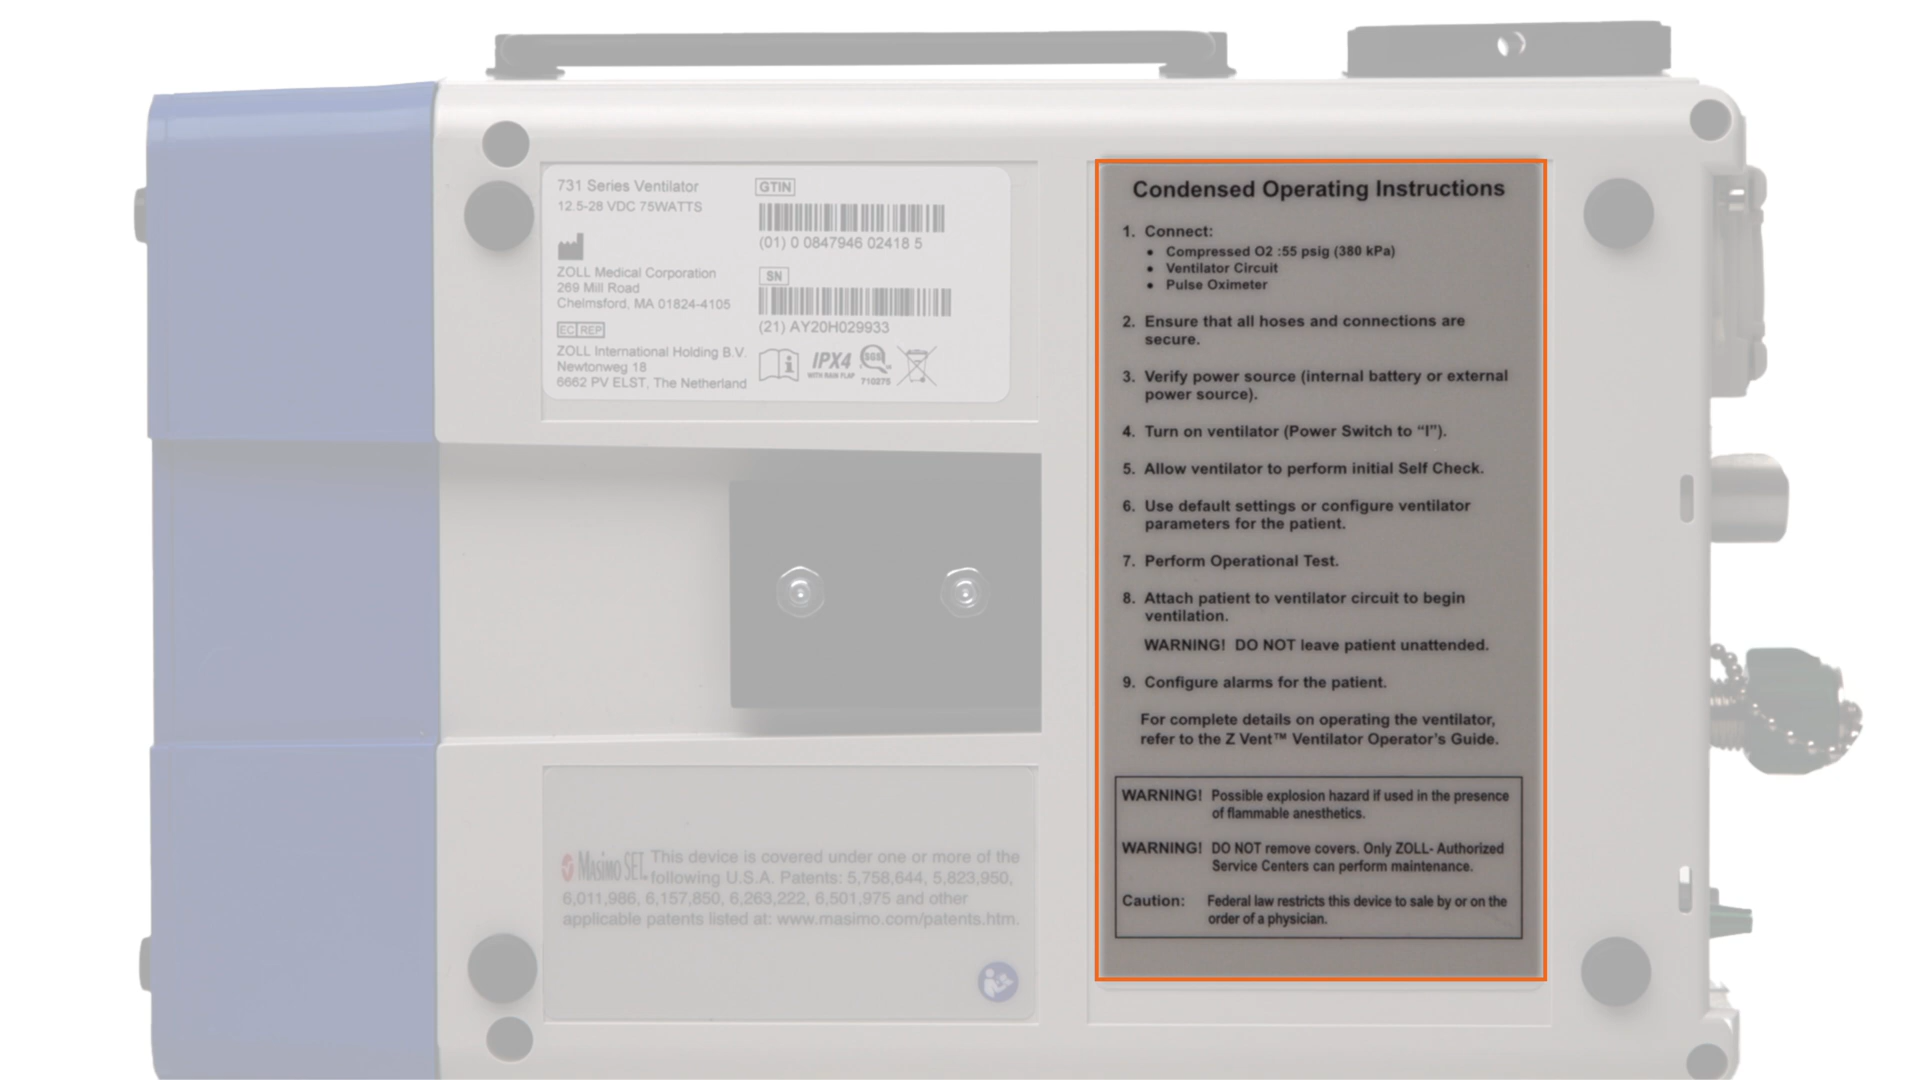 731 Series Ventilator
12.5-28 VDC 75WATTS
ZOLL Medical Corporation
269 Mill Road
Chelmsford, MA 01824-4105
EC REP
ZOLL International Holding B.V.
Newtonweg 18
6662 PV ELST, The Netherland
GTIN
(01) 0 0847946 02418 5
SN
(21) AY20H029933
IPX4
WITH RAIN FLAP
SGS
710275
Masimo SET. This device is covered under one or more of the
following U.S.A. Patents: 5,758,644, 5,823,950,
6,011,986, 6,157,850, 6,263,222, 6,501,975 and other
applicable patents listed at: www.masimo.com/patents.htm.
Condensed Operating Instructions
1. Connect:
• Compressed O2 :55 psig (380 kPa)
• Ventilator Circuit
• Pulse Oximeter
2. Ensure that all hoses and connections are
secure.
3. Verify power source (internal battery or external
power source).
4. Turn on ventilator (Power Switch to “I”).
5. Allow ventilator to perform initial Self Check.
6. Use default settings or configure ventilator
parameters for the patient.
7. Perform Operational Test.
8. Attach patient to ventilator circuit to begin
ventilation.
WARNING! DO NOT leave patient unattended.
9. Configure alarms for the patient.
For complete details on operating the ventilator,
refer to the Z Vent™ Ventilator Operator’s Guide.
WARNING! Possible explosion hazard if used in the presence
of flammable anesthetics.
WARNING! DO NOT remove covers. Only ZOLL- Authorized
Service Centers can perform maintenance.
Caution: Federal law restricts this device to sale by or on the
order of a physician.